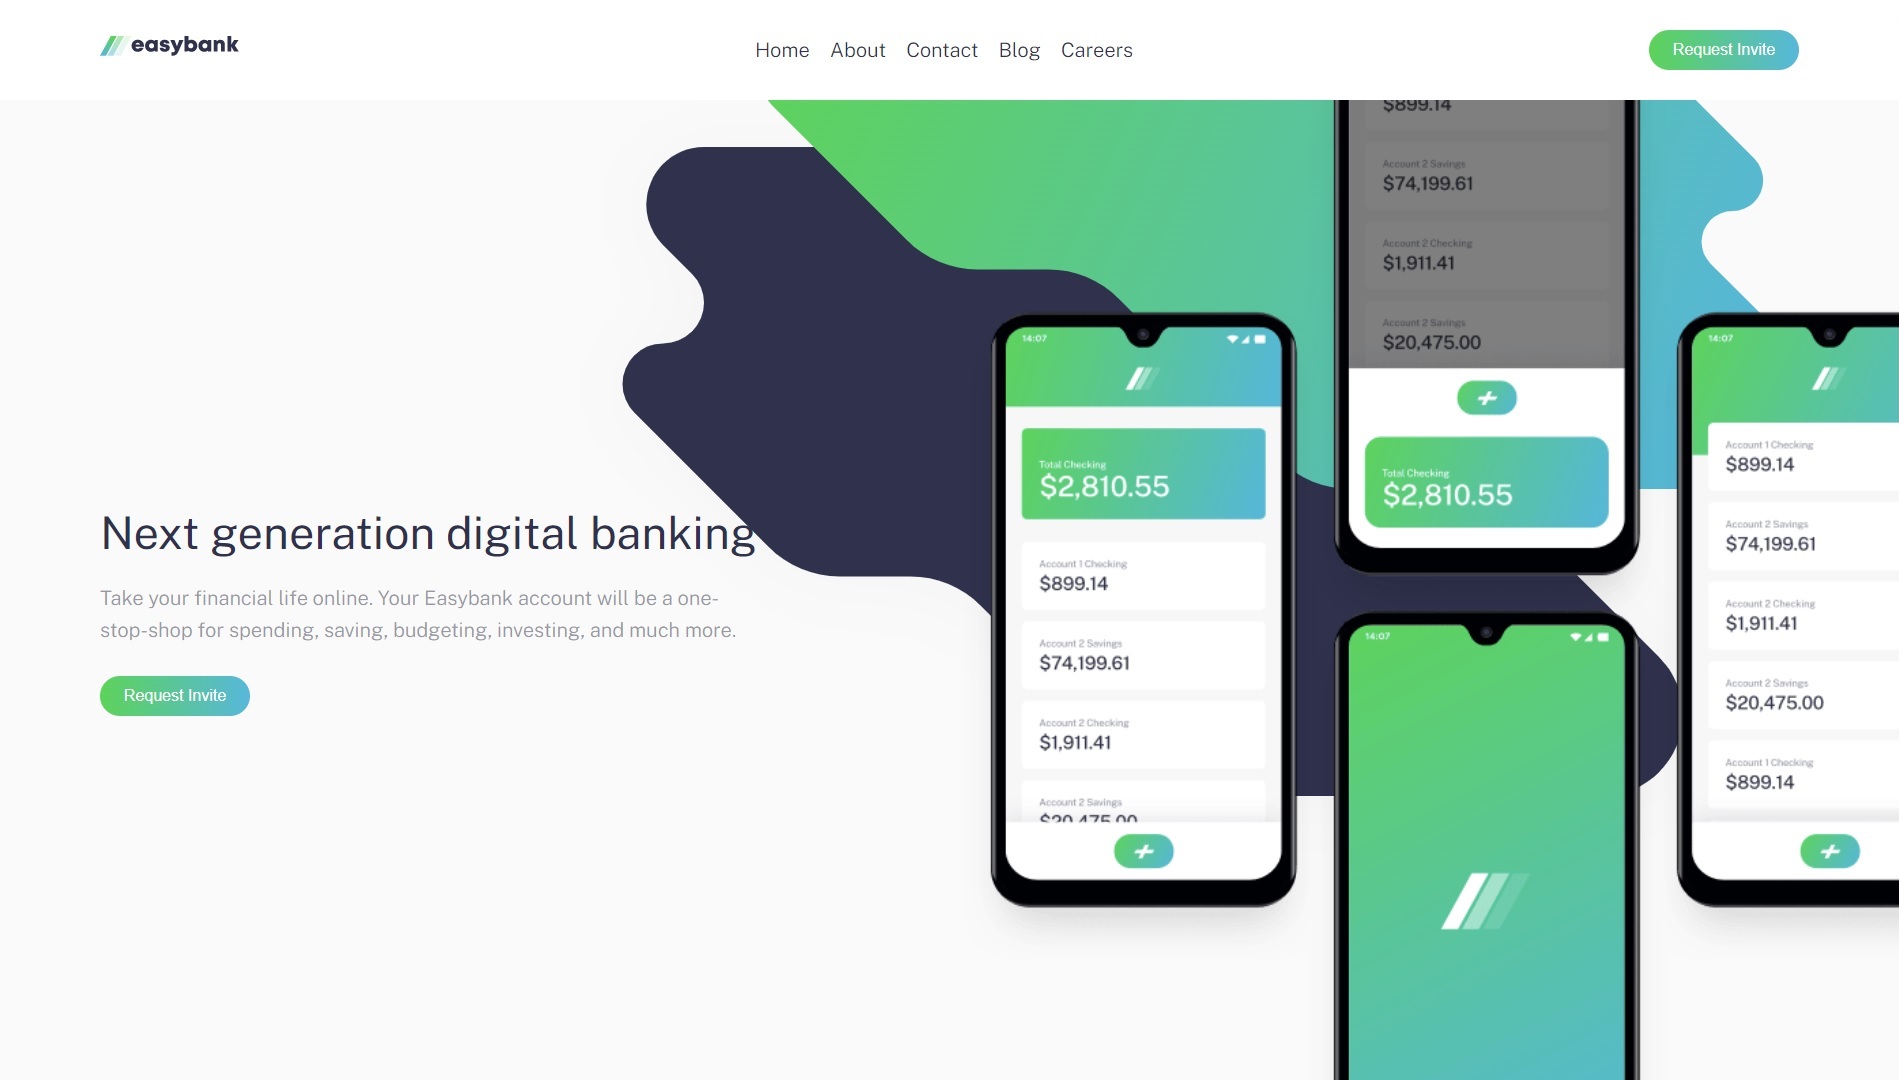 easybank
Home About Contact Blog Careers
Request Invite
Next generation digital banking
Take your financial life online. Your Easybank account will be a one-
stop-shop for spending, saving, budgeting, investing, and much more.
Request Invite
14:07
Total Checking
$2,810.55
Account 1 Checking
$899.14
Account 2 Savings
$74,199.61
Account 2 Checking
$1,911.41
Account 2 Savings
$20,475.00
$899.14
Account 2 Savings
$74,199.61
Account 2 Checking
$1,911.41
Account 2 Savings
$20,475.00
Total Checking
$2,810.55
14:07
14:07
Account 1 Checking
$899.14
Account 2 Savings
$74,199.61
Account 2 Checking
$1,911.41
Account 2 Savings
$20,475.00
Account 1 Checking
$899.14